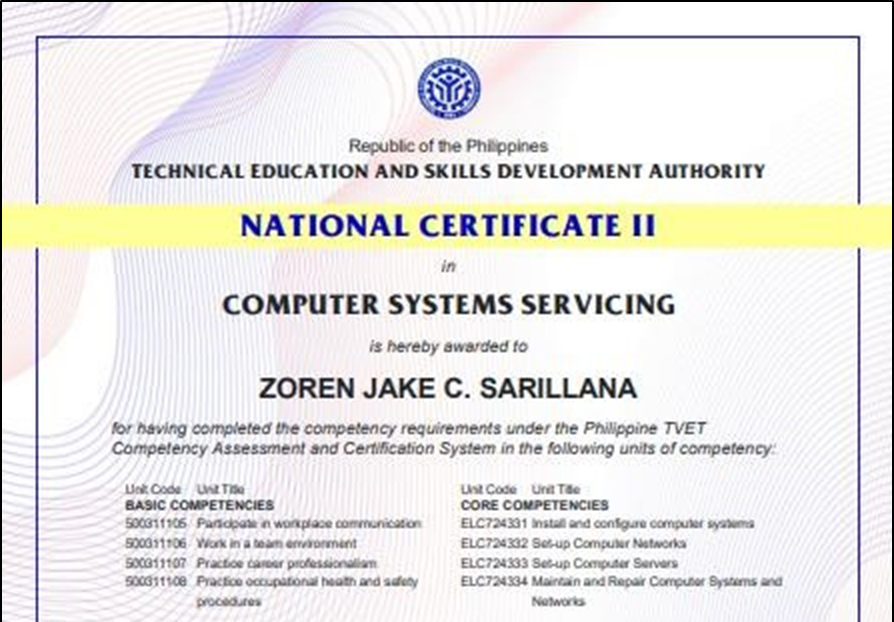 Republic of the Philippines
TECHNICAL EDUCATION AND SKILLS DEVELOPMENT AUTHORITY
NATIONAL CERTIFICATE II
in
COMPUTER SYSTEMS SERVICING
is hereby awarded to
ZOREN JAKE C. SARILLANA
for having completed the competency requirements under the Philippine TVET
Competency Assessment and Certification System in the following units of competency:
Unit Code Unit Title
BASIC COMPETENCIES
500311105 Participate in workplace communication
500311106 Work in a team environment
500311107 Practice career professionalism
500311108 Practice occupational health and safety
procedures
Unit Code Unit Title
CORE COMPETENCIES
ELC724331 Install and configure computer systems
ELC724332 Set-up Computer Networks
ELC724333 Set-up Computer Servers
ELC724334 Maintain and Repair Computer Systems and
Networks